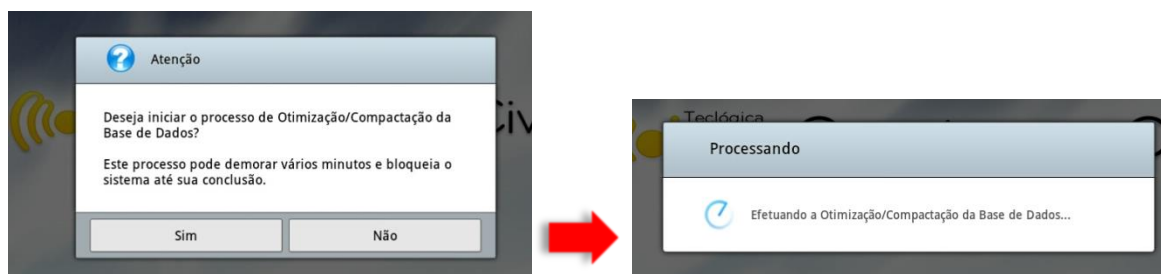 Atenção
Deseja iniciar o processo de Otimização/Compactação da
Base de Dados?
Este processo pode demorar vários minutos e bloqueia o
sistema até sua conclusão.
Sim
Não
Teclógica
Processando
Efetuando a Otimização/Compactação da Base de Dados...